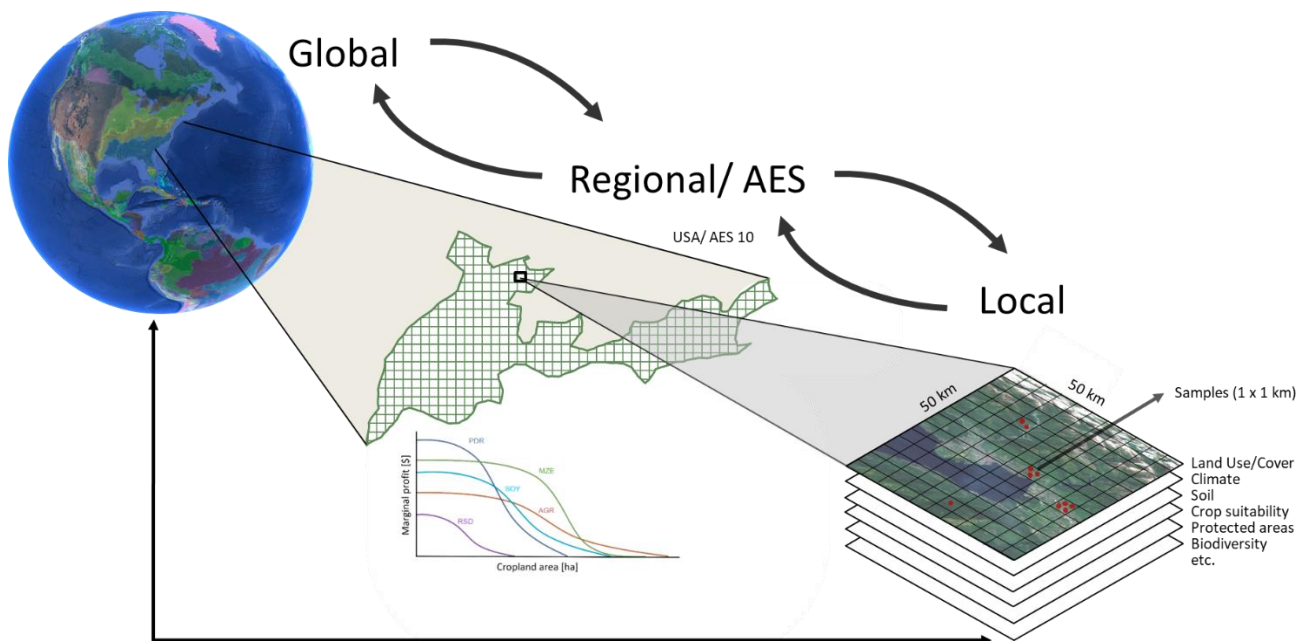 Global
Regional/ AES
USA/ AES 10
Local
50 km
50 km
Samples (1 x 1 km)
Land Use/Cover
Climate
Soil
Crop suitability
Protected areas
Biodiversity
etc.
Marginal profit [$]
PDR
MZE
SOY
AGR
RSD
Cropland area [ha]